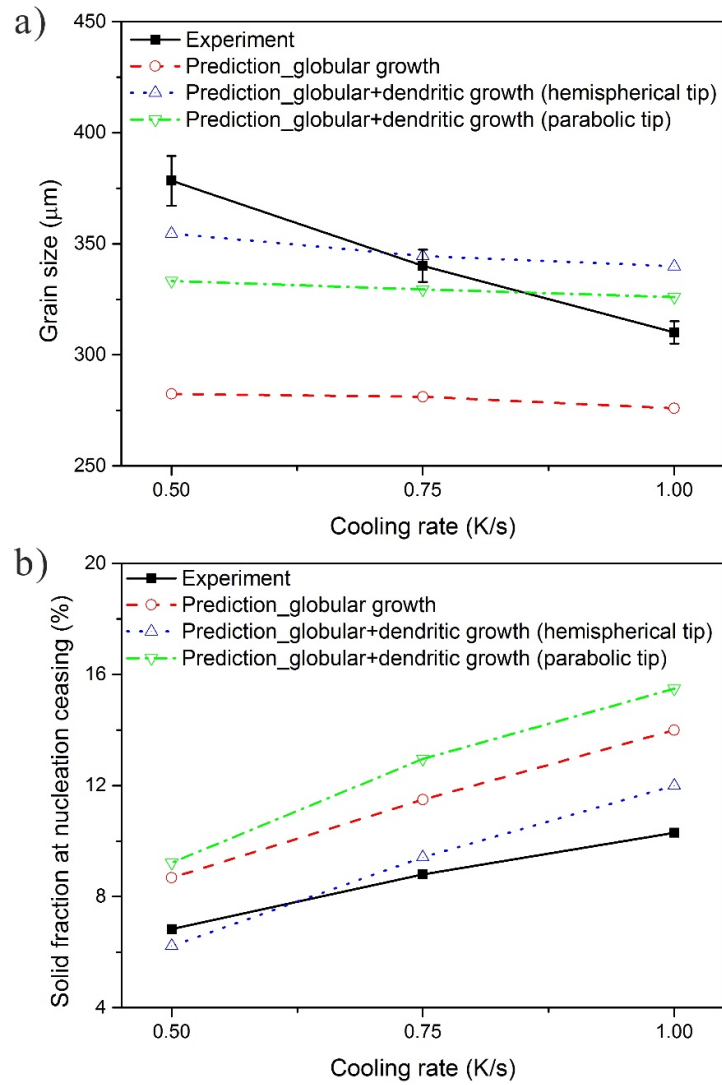 a)
450
400
350
300
250
Grain size (μm)
Experiment
Prediction_globular growth
Prediction_globular+dendritic growth (hemispherical tip)
Prediction_globular+dendritic growth (parabolic tip)
0.50 0.75 1.00
Cooling rate (K/s)
b)
20
16
12
8
4
Solid fraction at nucleation ceasing (%)
Experiment
Prediction_globular growth
Prediction_globular+dendritic growth (hemispherical tip)
Prediction_globular+dendritic growth (parabolic tip)
0.50 0.75 1.00
Cooling rate (K/s)